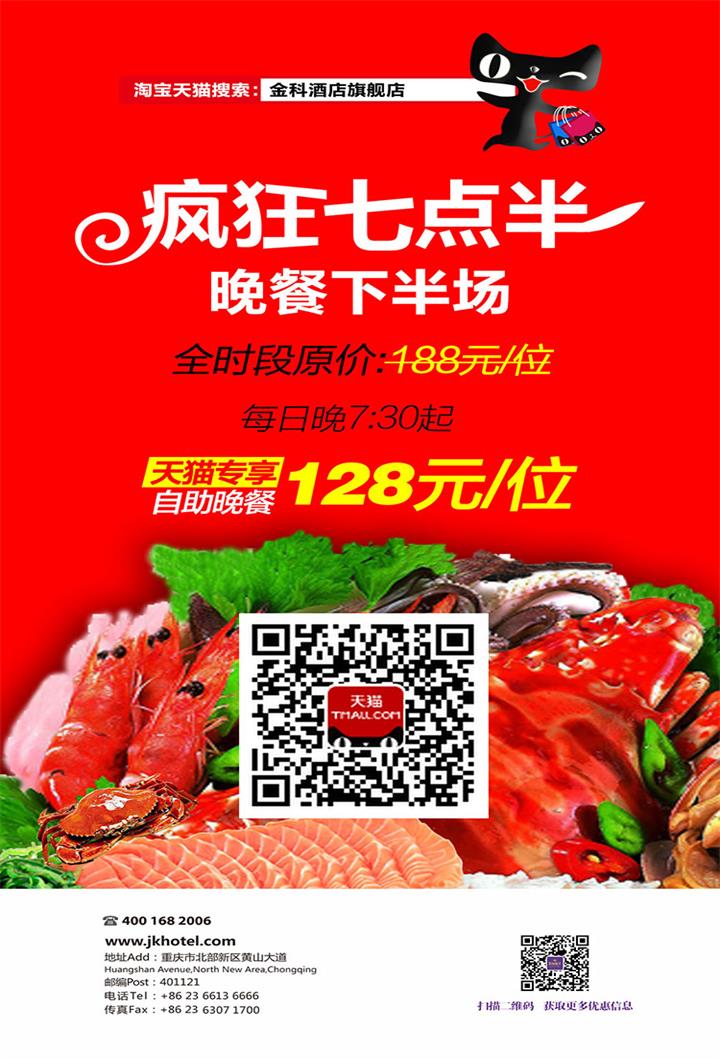 淘宝天猫搜索：金科酒店旗舰店
疯狂七点半
晚餐下半场
全时段原价:188元/位
每日晚7:30起
天猫专享
自助晚餐
128元/位
天猫
TMALL.COM
☎ 400 168 2006
www.jkhotel.com
地址Add：重庆市北部新区黄山大道
Huangshan Avenue,North New Area,Chongqing
邮编Post：401121
电话Tel：+86 23 6613 6666
传真Fax：+86 23 6307 1700
扫描二维码 获取更多优惠信息